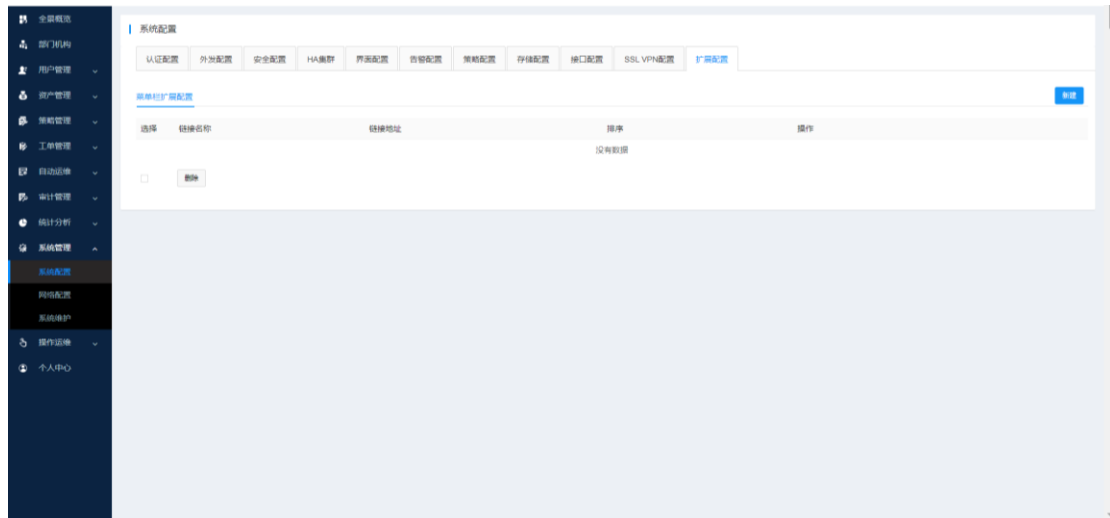 全景概览
部门机构
用户管理
资产管理
策略管理
工单管理
自动运维
审计管理
统计分析
系统管理
系统配置
网络配置
系统维护
操作运维
个人中心
系统配置
认证配置 外发配置 安全配置 HA集群 界面配置 告警配置 策略配置 存储配置 接口配置 SSL VPN配置 扩展配置
菜单栏扩展配置 新建
选择 链接名称 链接地址 排序 操作
没有数据
删除